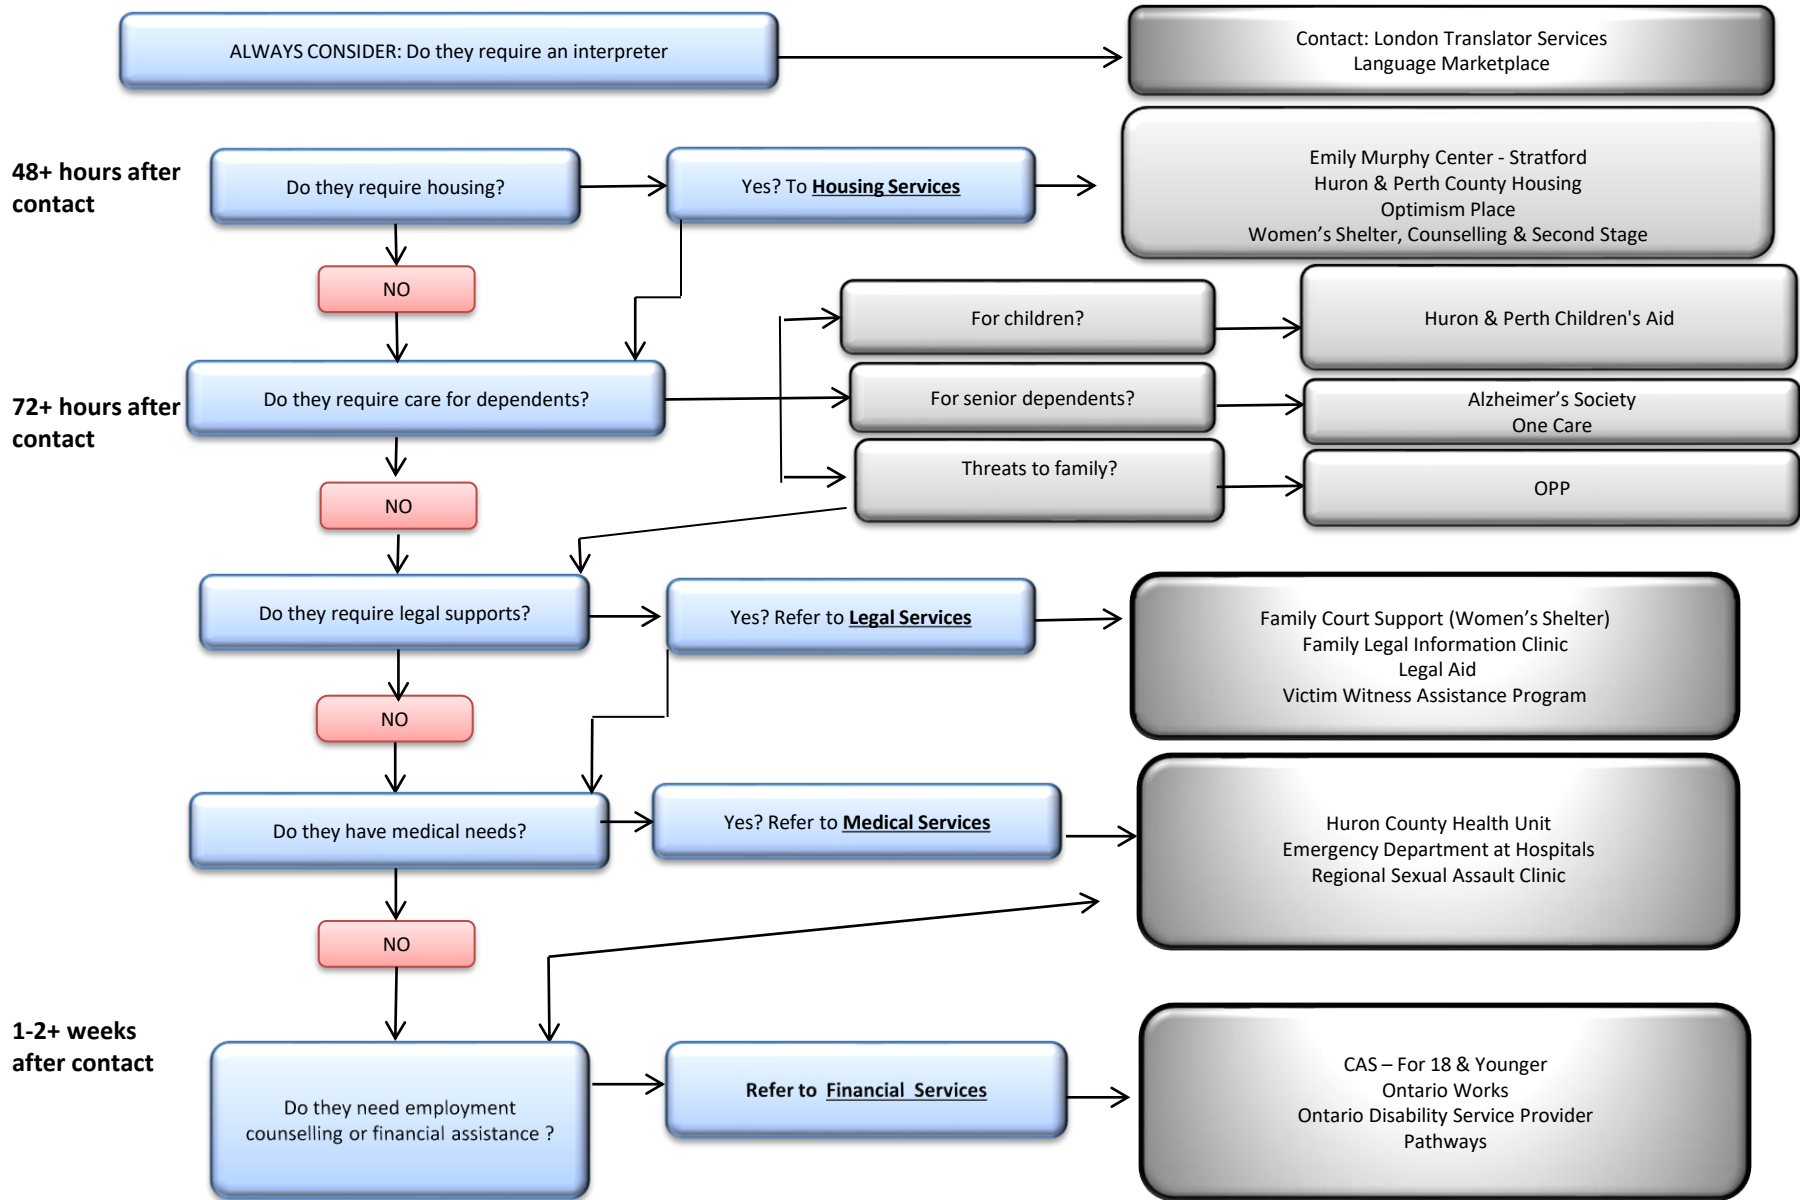 ALWAYS CONSIDER: Do they require an interpreter
Contact: London Translator Services
Language Marketplace
48+ hours after
contact
Do they require housing?
Yes? To Housing Services
Emily Murphy Center - Stratford
Huron & Perth County Housing
Optimism Place
Women’s Shelter, Counselling & Second Stage
NO
For children?
Huron & Perth Children's Aid
72+ hours after
contact
Do they require care for dependents?
For senior dependents?
Alzheimer’s Society
One Care
Threats to family?
OPP
NO
Do they require legal supports?
Yes? Refer to Legal Services
Family Court Support (Women’s Shelter)
Family Legal Information Clinic
Legal Aid
Victim Witness Assistance Program
NO
Do they have medical needs?
Yes? Refer to Medical Services
Huron County Health Unit
Emergency Department at Hospitals
Regional Sexual Assault Clinic
NO
1-2+ weeks
after contact
Do they need employment
counselling or financial assistance ?
Refer to Financial Services
CAS – For 18 & Younger
Ontario Works
Ontario Disability Service Provider
Pathways